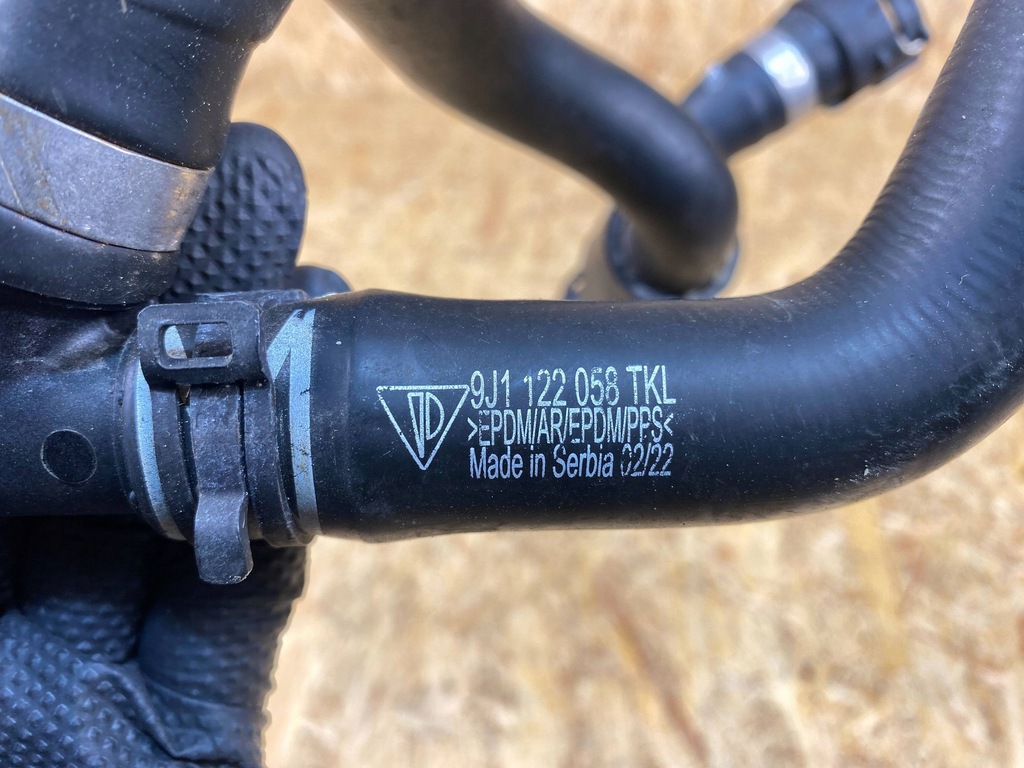 9J1 122 058 TKL
>EPDM/AR/EPDM/PPS<
Made in Serbia 02/22